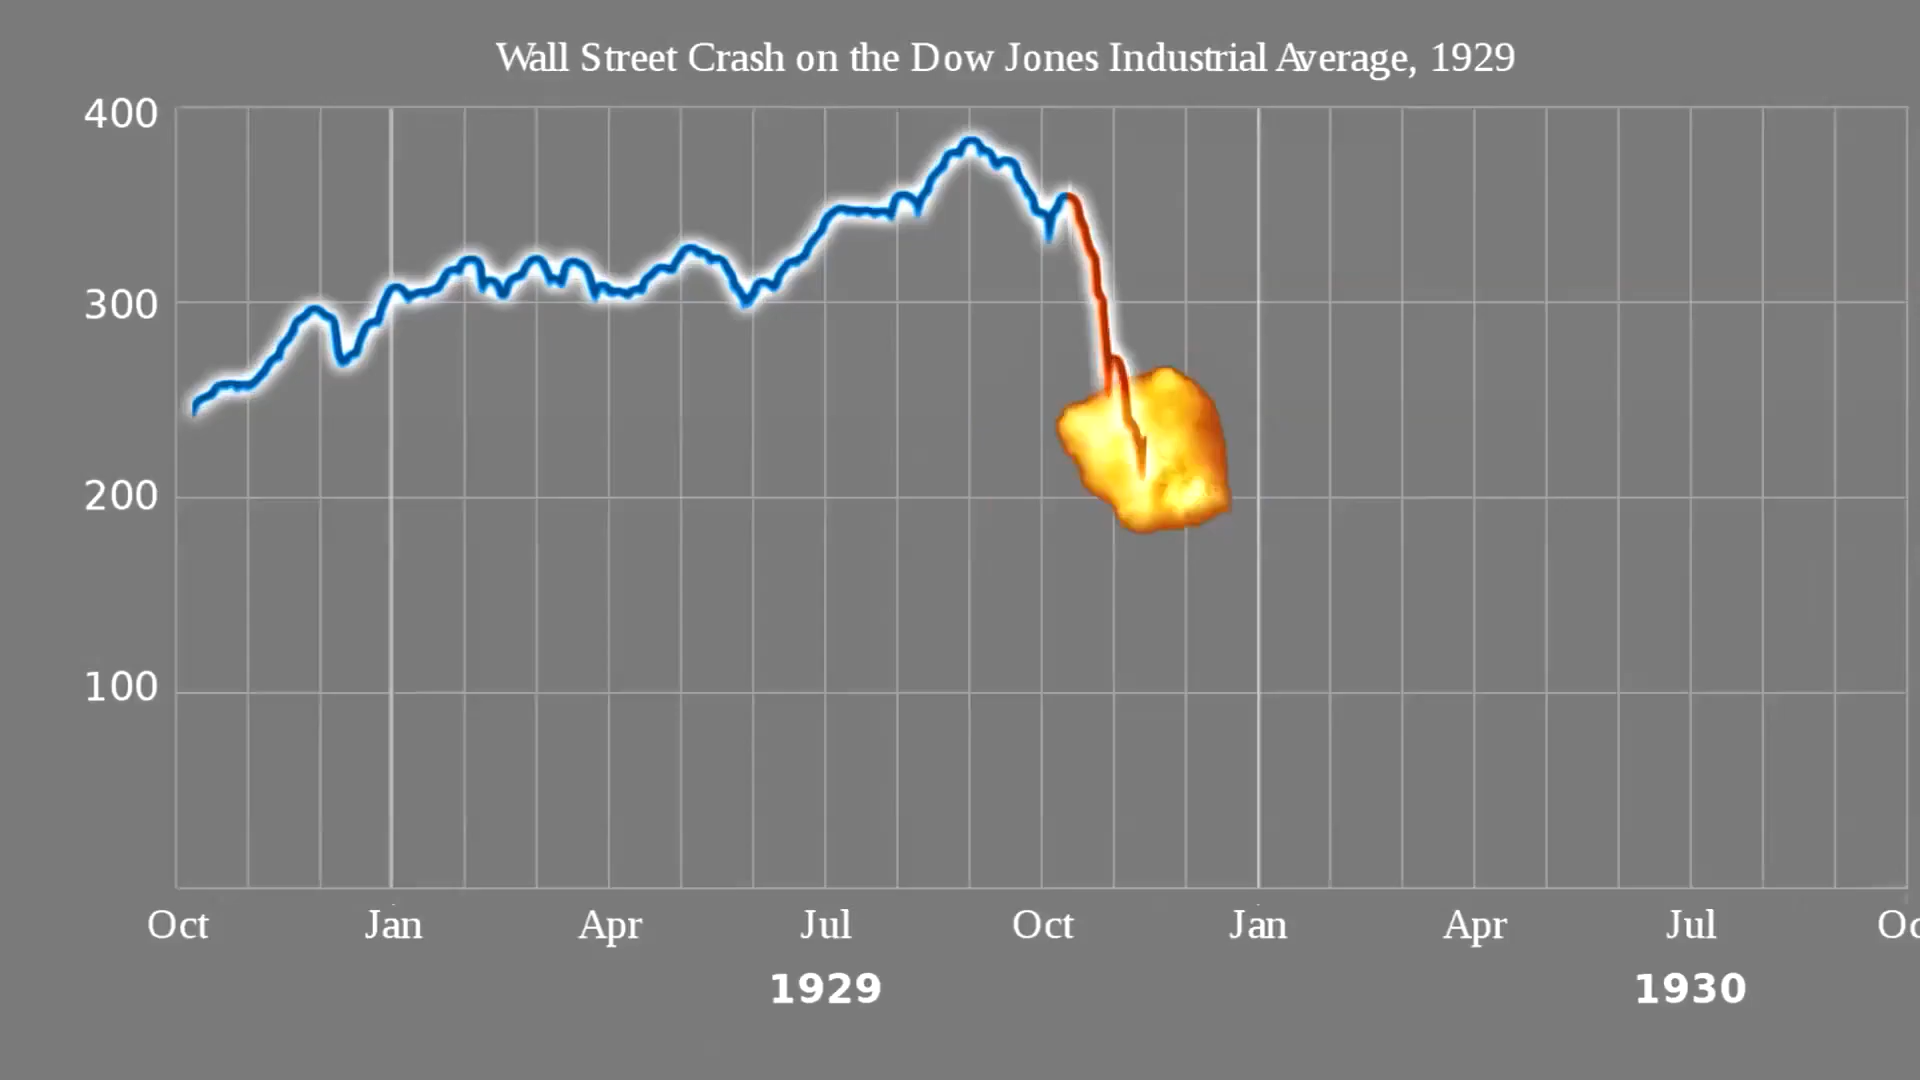 Wall Street Crash on the Dow Jones Industrial Average, 1929
400
300
200
100
Oct Jan Apr Jul Oct Jan Apr Jul Oc
1929 1930